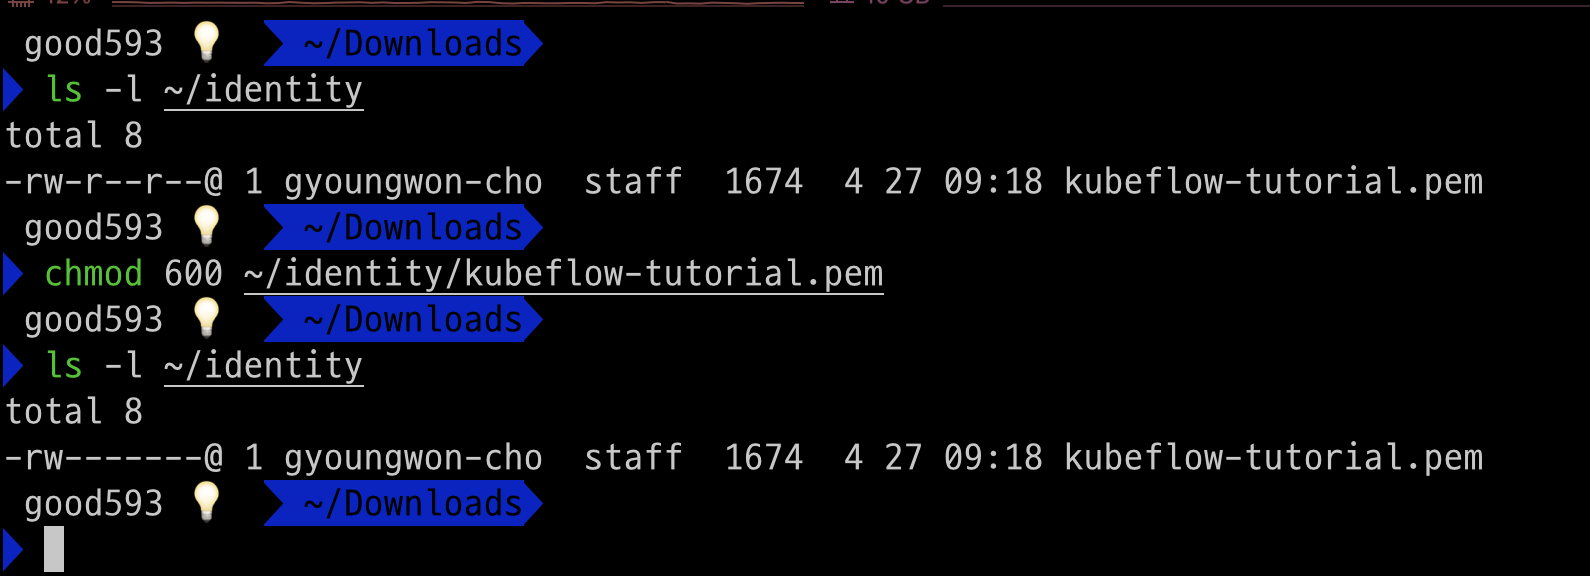 good593 💡 ~/Downloads
ls -l ~/identity
total 8
-rw-r--r--@ 1 gyoungwon-cho  staff  1674  4 27 09:18 kubeflow-tutorial.pem
good593 💡 ~/Downloads
chmod 600 ~/identity/kubeflow-tutorial.pem
good593 💡 ~/Downloads
ls -l ~/identity
total 8
-rw-------@ 1 gyoungwon-cho  staff  1674  4 27 09:18 kubeflow-tutorial.pem
good593 💡 ~/Downloads